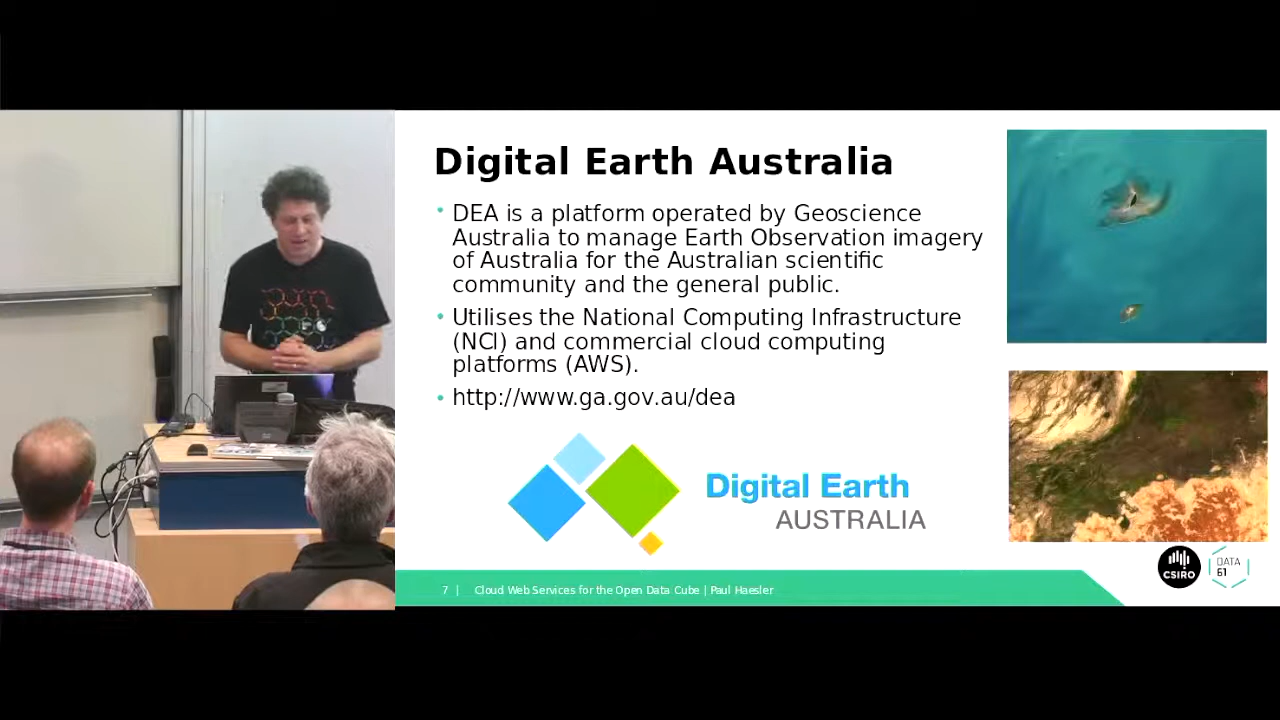 Digital Earth Australia
• DEA is a platform operated by Geoscience
Australia to manage Earth Observation imagery
of Australia for the Australian scientific
community and the general public.
• Utilises the National Computing Infrastructure
(NCI) and commercial cloud computing
platforms (AWS).
• http://www.ga.gov.au/dea
Digital Earth
AUSTRALIA
CSIRO
DATA
61
7 | Cloud Web Services for the Open Data Cube | Paul Haesler